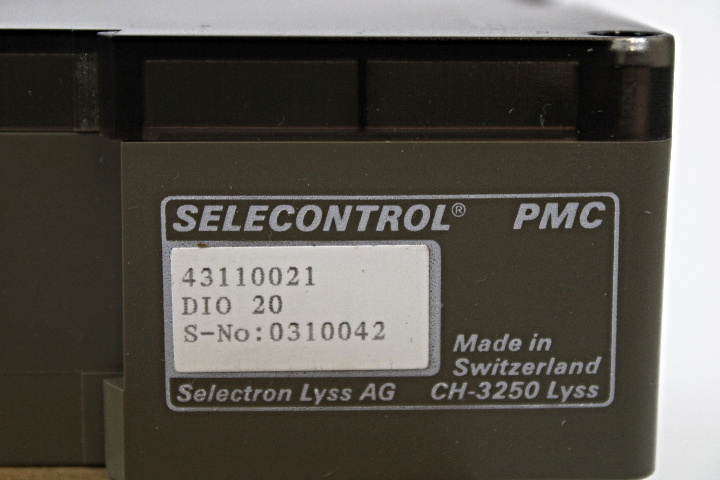 SELECONTROL® PMC
43110021
DIO 20
S-No:0310042
Made in
Switzerland
Selectron Lyss AG CH-3250 Lyss